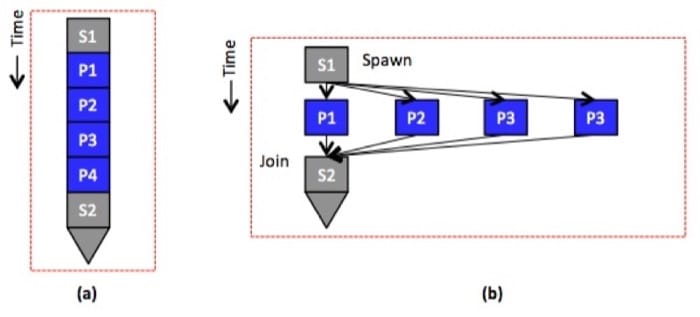 Time
S1
P1
P2
P3
P4
S2
(a)
Time
S1 Spawn
P1 P2 P3 P3
Join
S2
(b)